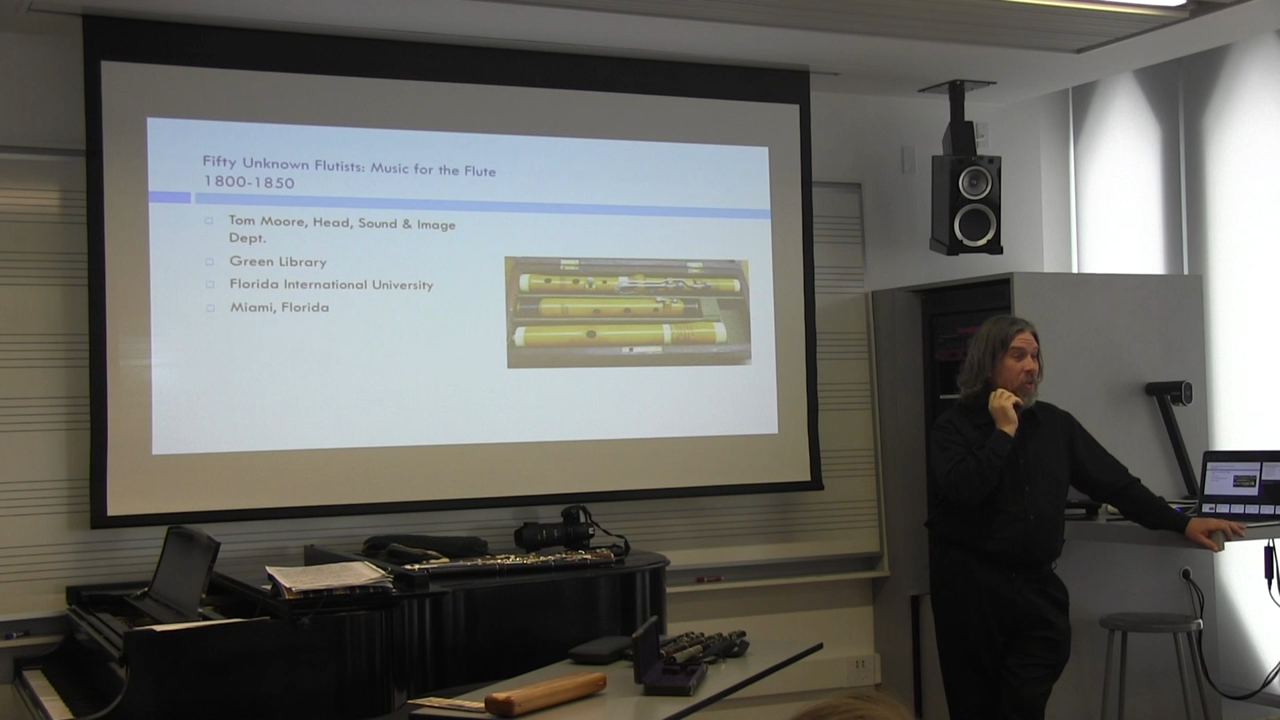 Fifty Unknown Flutists: Music for the Flute
1800-1850
Tom Moore, Head, Sound & Image
Dept.
Green Library
Florida International University
Miami, Florida